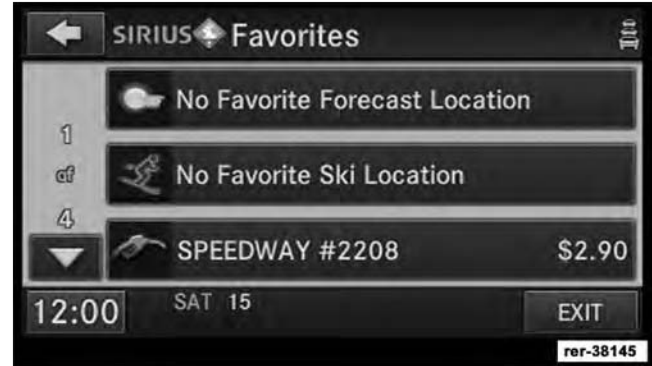 SIRIUS Favorites
No Favorite Forecast Location
1
of
4
No Favorite Ski Location
SPEEDWAY #2208 $2.90
12:00 SAT 15 EXIT
rer-38145